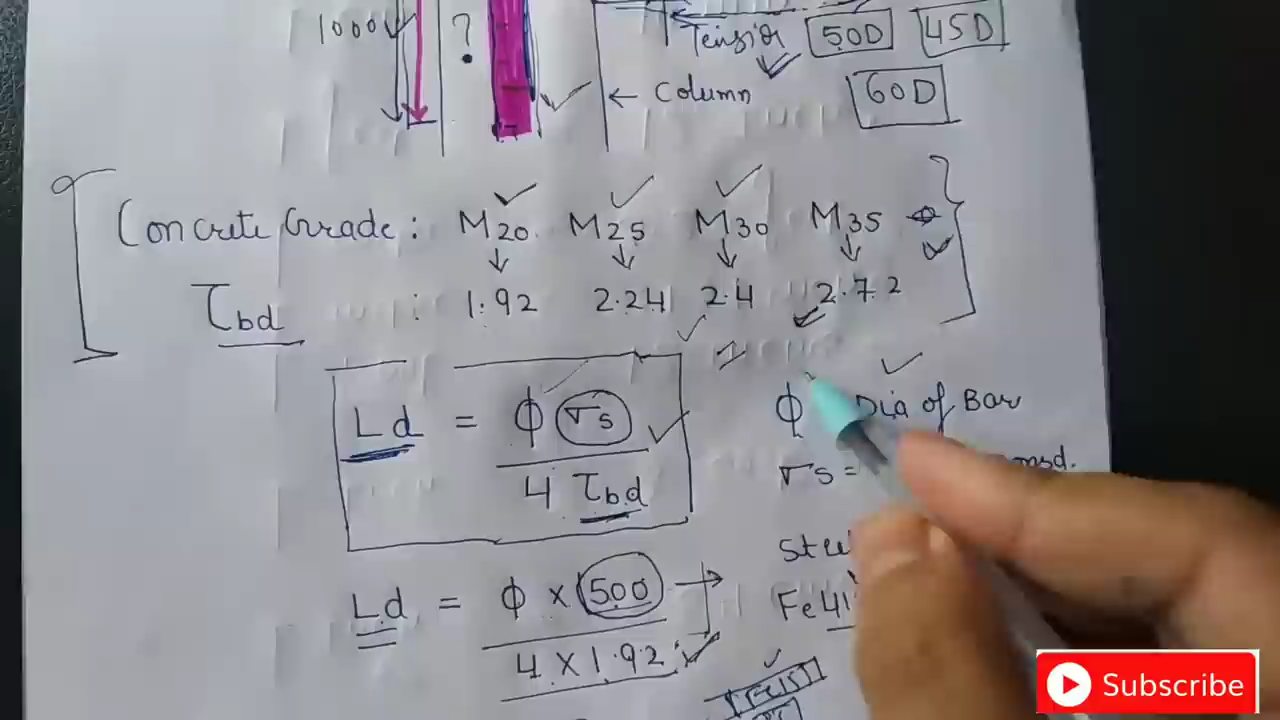 1000
?
Tension 50D 45D
← Column
60D
Concrete Grade : M20 M25 M30 M35
τbd : 1.92 2.24 2.4 2.72
Ld = ϕ σs
4 τbd
ϕ Dia of Bar
σs =
Ld = ϕ x 500 →
4 x 1.92
Subscribe